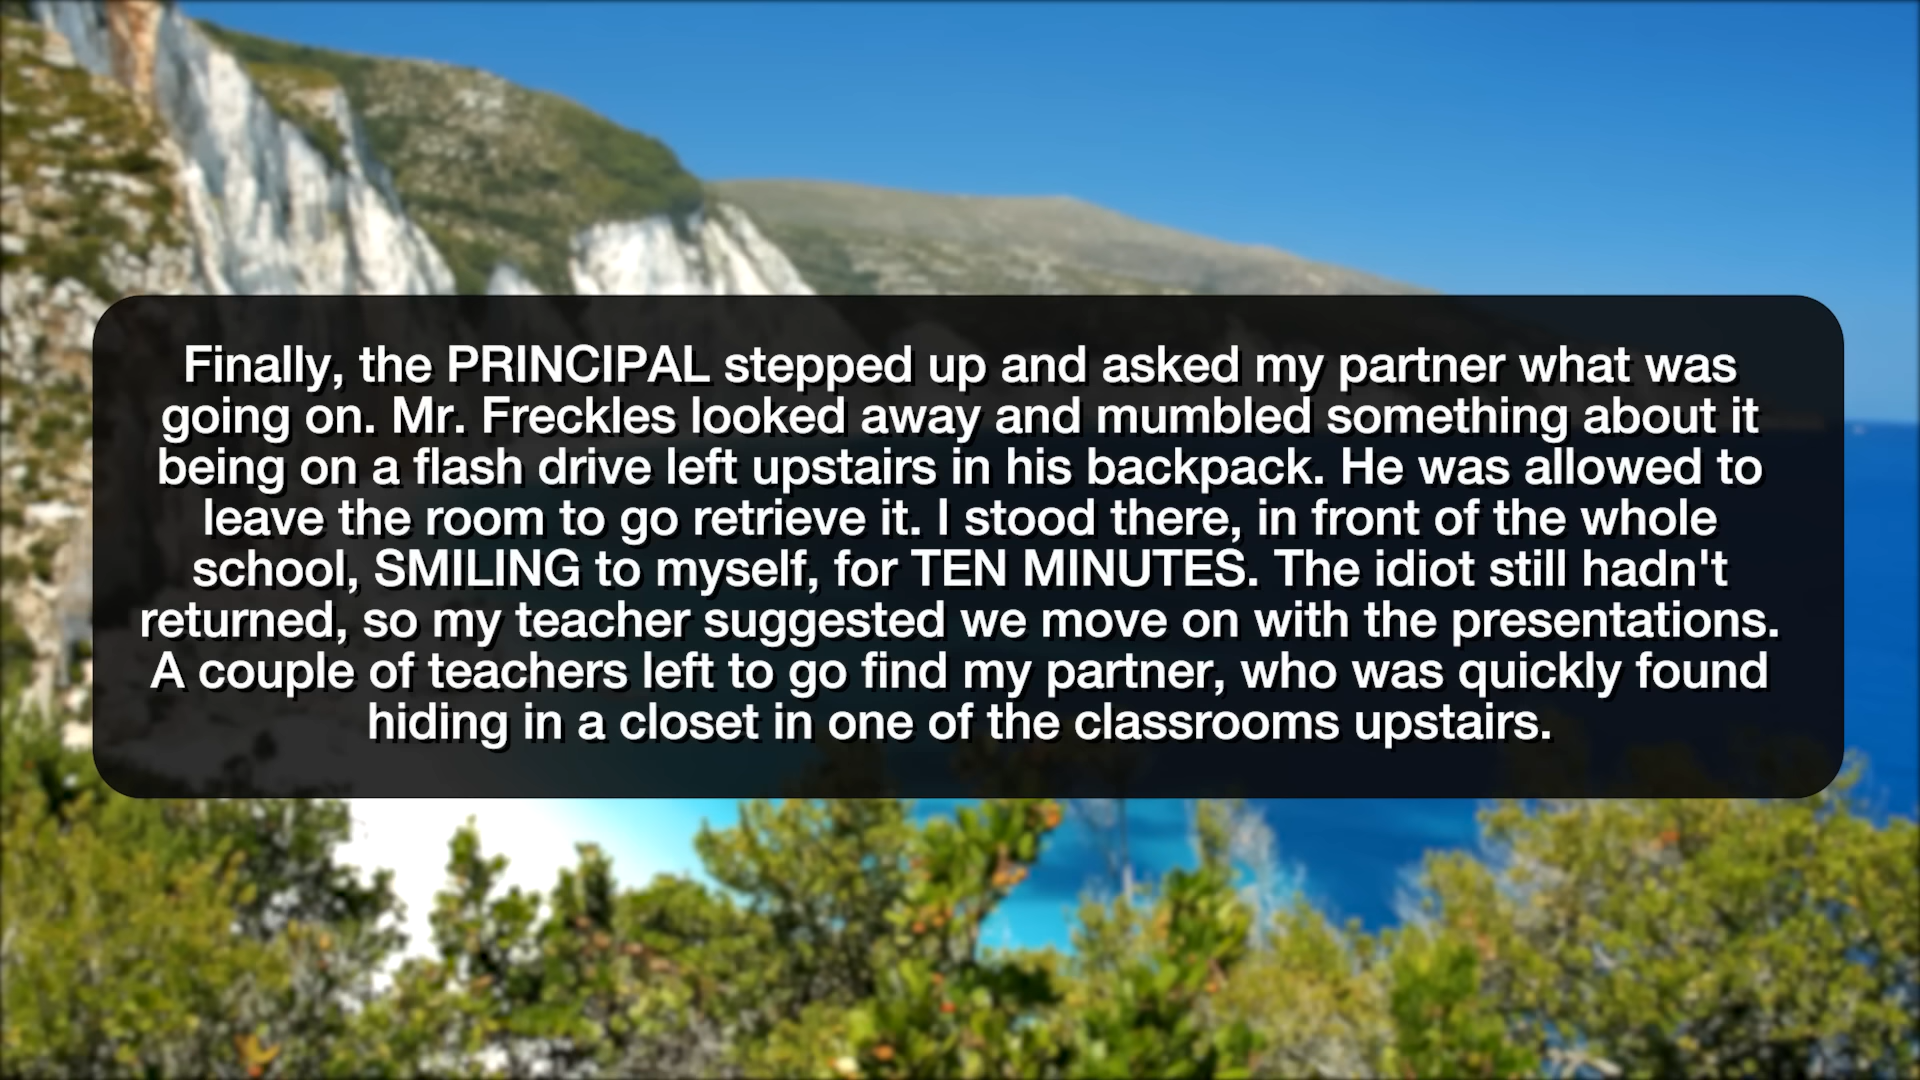 Finally, the PRINCIPAL stepped up and asked my partner what was
going on. Mr. Freckles looked away and mumbled something about it
being on a flash drive left upstairs in his backpack. He was allowed to
leave the room to go retrieve it. I stood there, in front of the whole
school, SMILING to myself, for TEN MINUTES. The idiot still hadn't
returned, so my teacher suggested we move on with the presentations.
A couple of teachers left to go find my partner, who was quickly found
hiding in a closet in one of the classrooms upstairs.